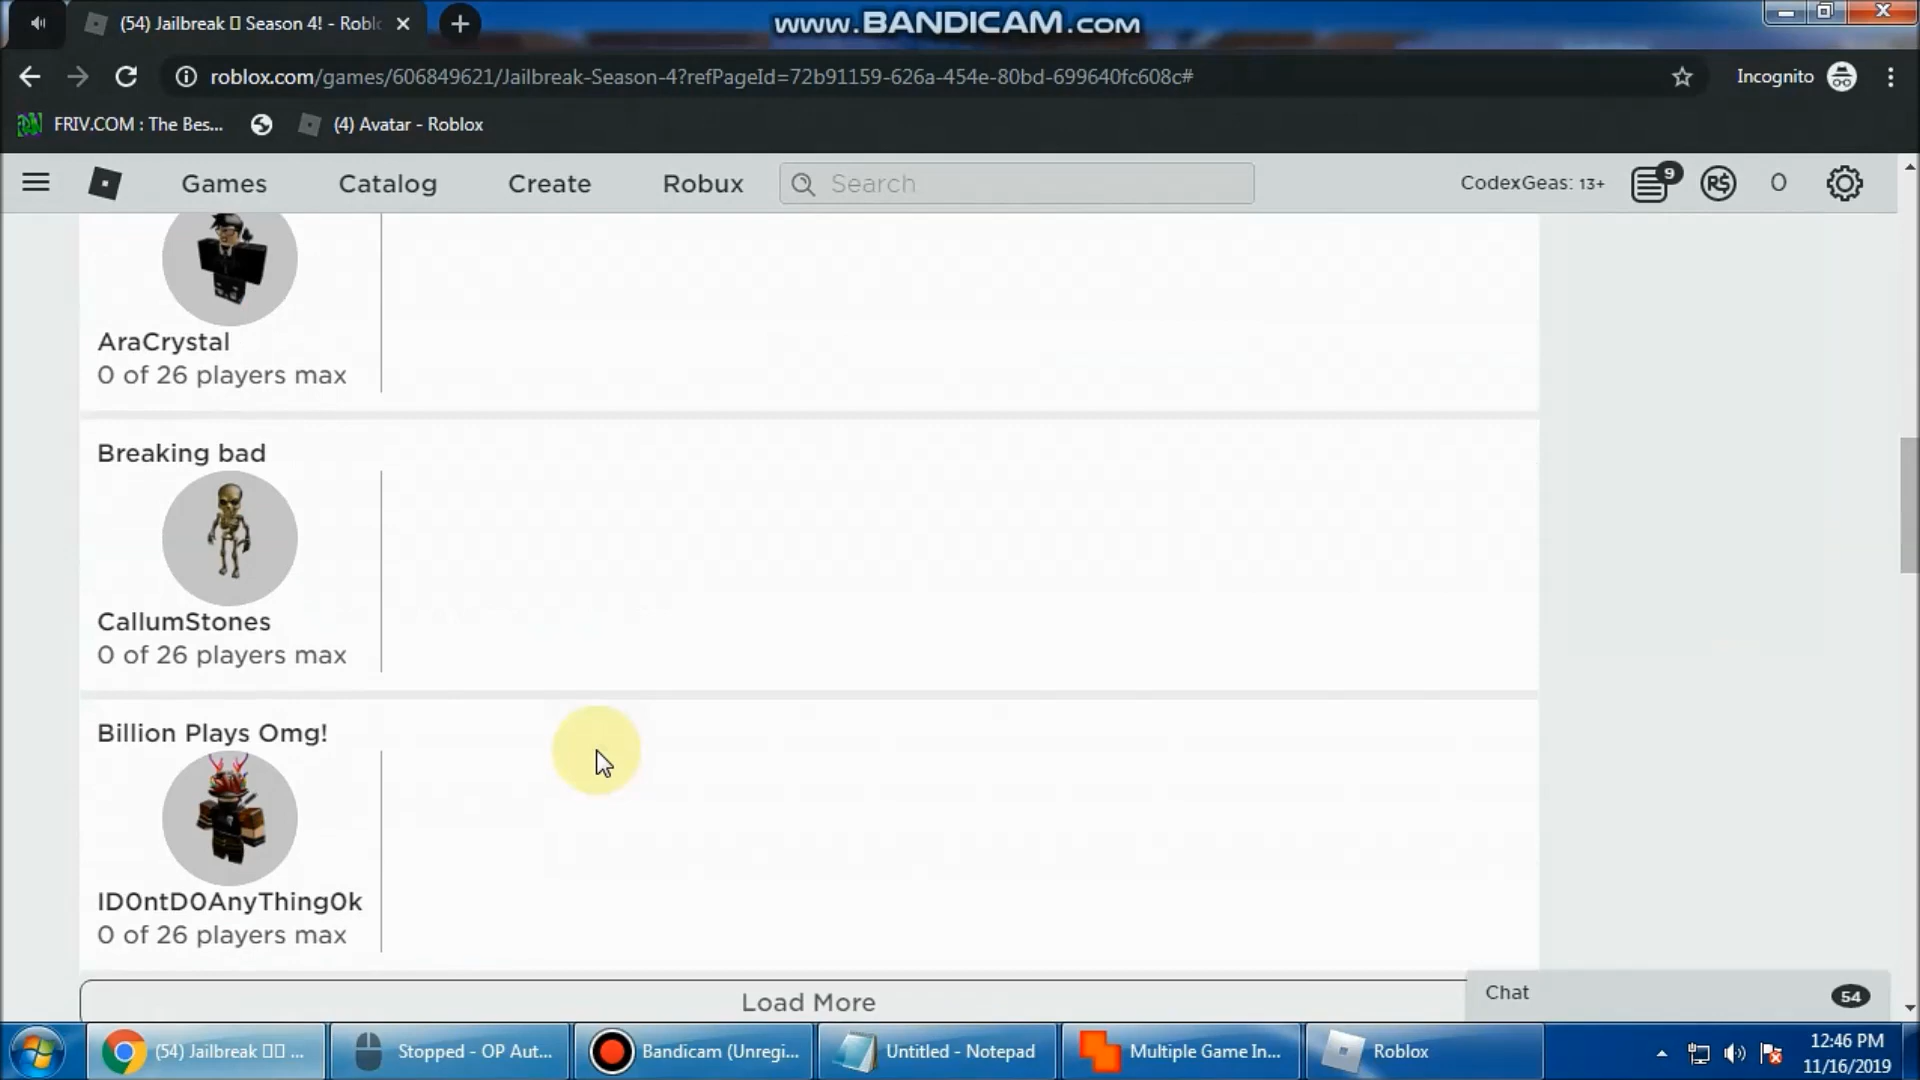 www.BANDICAM.com
(54) Jailbreak Season 4! - Roblo
roblox.com/games/606849621/Jailbreak-Season-4?refPageId=72b91159-626a-454e-80bd-699640fc608c#
Incognito
FRIV.COM : The Bes...
(4) Avatar - Roblox
Games
Catalog
Create
Robux
Search
CodexGeas: 13+
9
R$
0
AraCrystal
0 of 26 players max
Breaking bad
CallumStones
0 of 26 players max
Billion Plays Omg!
ID0ntD0AnyThing0k
0 of 26 players max
Load More
Chat
54
(54) Jailbreak ...
Stopped - OP Aut...
Bandicam (Unregi...
Untitled - Notepad
Multiple Game In...
Roblox
12:46 PM
11/16/2019